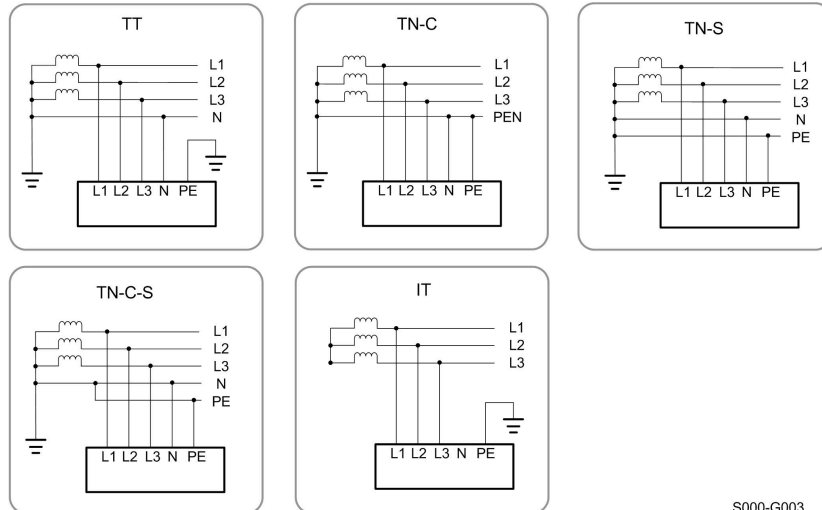 TT
L1
L2
L3
N
L1 L2 L3 N PE
TN-C
L1
L2
L3
PEN
L1 L2 L3 N PE
TN-S
L1
L2
L3
N
PE
L1 L2 L3 N PE
TN-C-S
L1
L2
L3
N
PE
L1 L2 L3 N PE
IT
L1
L2
L3
L1 L2 L3 N PE
S000-G003